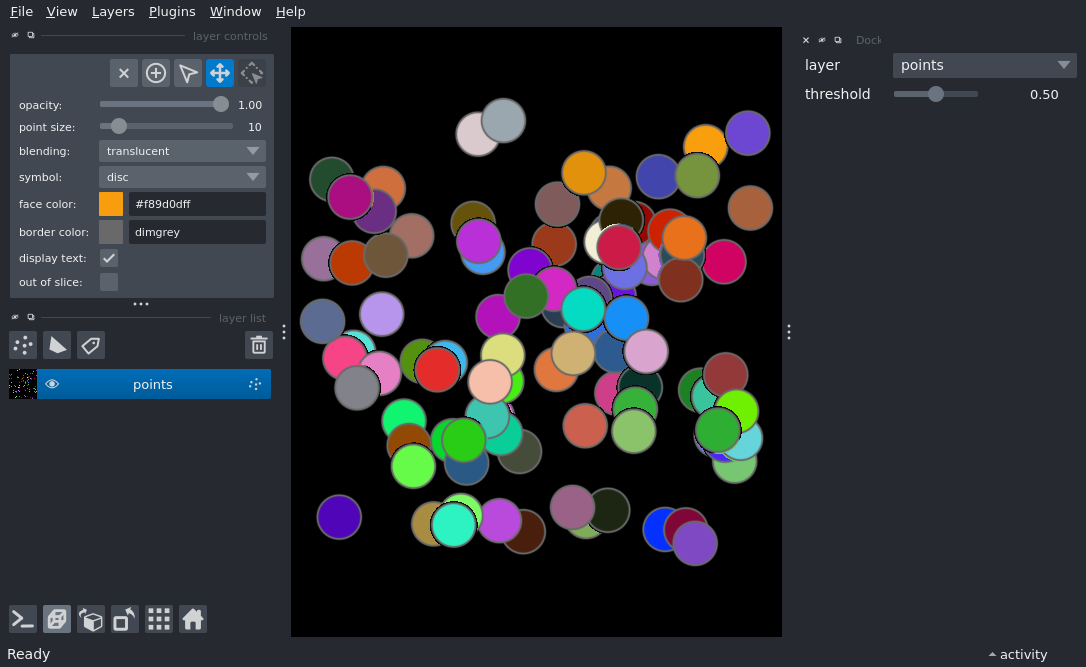 File View Layers Plugins Window Help
layer controls
opacity: 1.00
point size: 10
blending: translucent
symbol: disc
face color: #f89d0dff
border color: dimgrey
display text:
out of slice:
layer list
points
Dock
layer points
threshold 0.50
Ready
activity